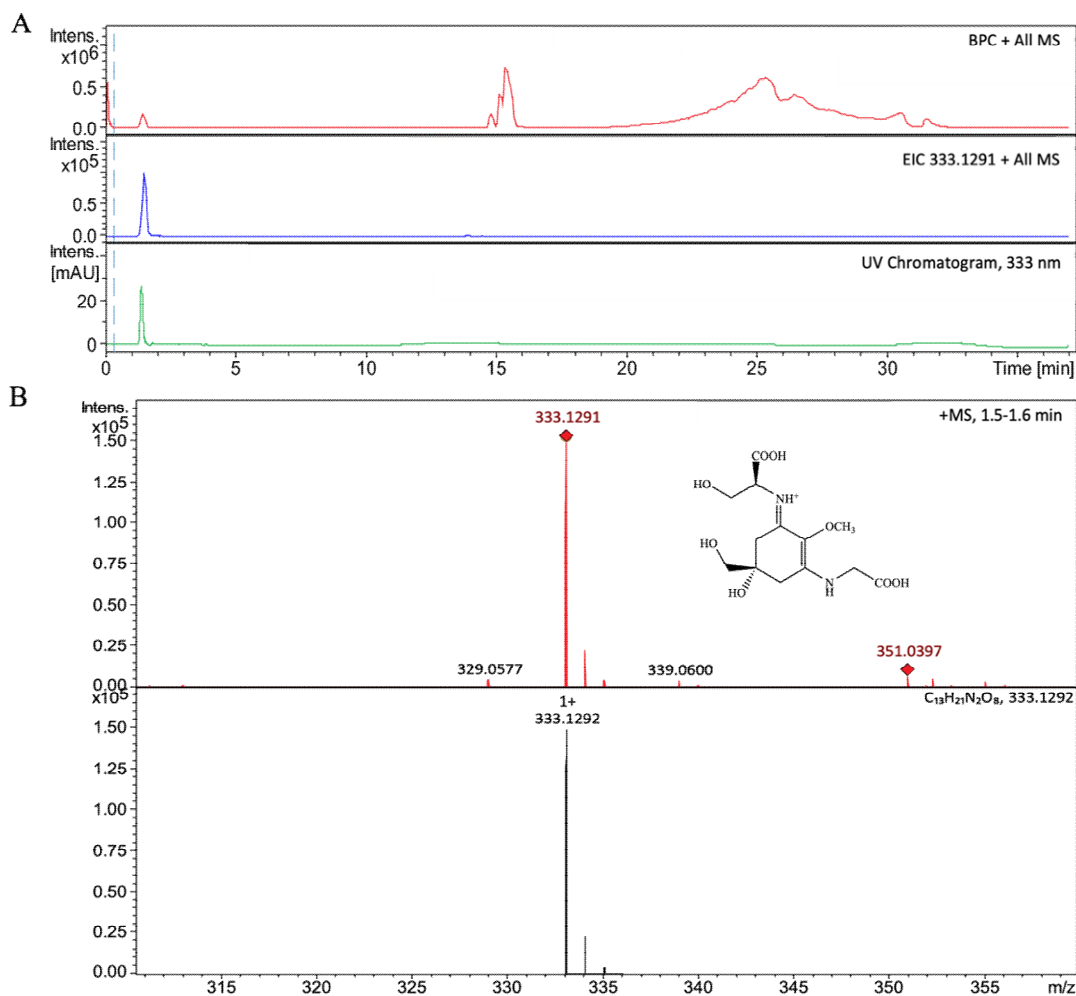 A
Intens.
x10⁶
BPC + All MS
0.5
0.0
Intens.
x10⁵
EIC 333.1291 + All MS
0.5
0.0
Intens.
[mAU]
UV Chromatogram, 333 nm
20
0
0 5 10 15 20 25 30 Time [min]
B
Intens.
x10⁵
+MS, 1.5-1.6 min
333.1291
1.50
1.25
1.00
0.75
0.50
0.25
0.00
COOH
HO
NH⁺
OCH₃
HO
HO
N
H
COOH
329.0577
339.0600
351.0397
x10⁵
C₁₃H₂₁N₂O₈, 333.1292
1+
333.1292
1.50
1.25
1.00
0.75
0.50
0.25
0.00
315 320 325 330 335 340 345 350 355 m/z